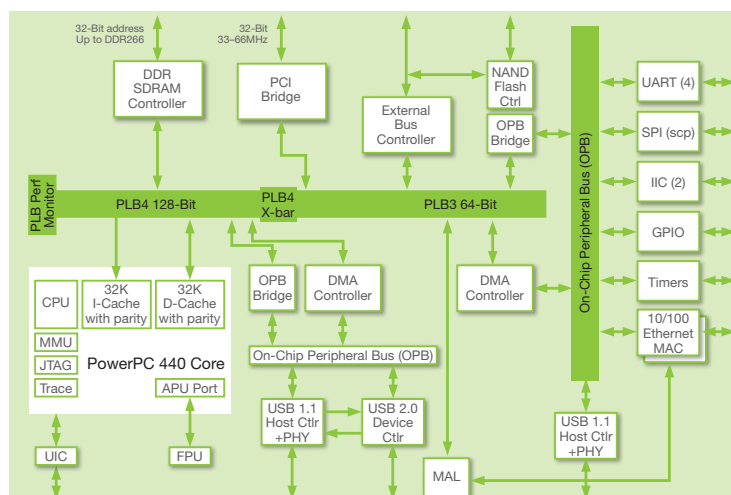 32-Bit address
Up to DDR266
32-Bit
33–66MHz
DDR
SDRAM
Controller
PCI
Bridge
External
Bus
Controller
NAND
Flash
Ctrl
OPB
Bridge
On-Chip Peripheral Bus (OPB)
UART (4)
SPI (scp)
IIC (2)
GPIO
Timers
10/100
Ethernet
MAC
PLB Perf
Monitor
PLB4 128-Bit
PLB4
X-bar
PLB3 64-Bit
CPU
32K
I-Cache
with parity
32K
D-Cache
with parity
MMU
JTAG
Trace
PowerPC 440 Core
APU Port
OPB
Bridge
DMA
Controller
DMA
Controller
On-Chip Peripheral Bus (OPB)
USB 1.1
Host Ctlr
+PHY
USB 2.0
Device
Ctlr
USB 1.1
Host Ctlr
+PHY
UIC
FPU
MAL